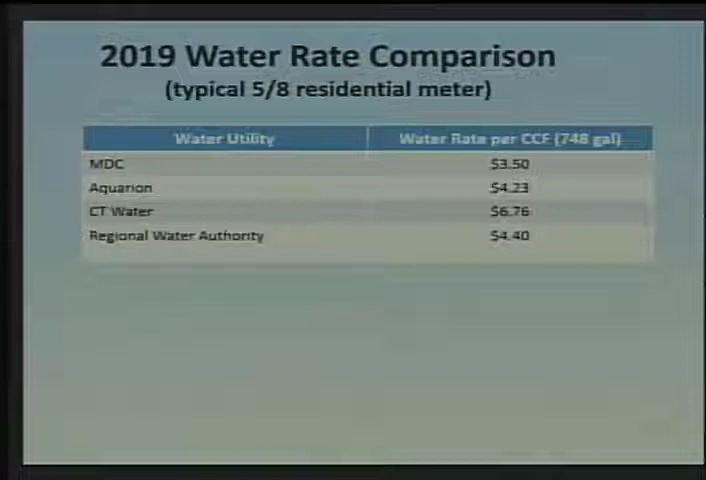 2019 Water Rate Comparison
(typical 5/8 residential meter)
Water Utility Water Rate per CCF (748 gal)
MDC $3.50
Aquarion $4.23
CT Water $6.76
Regional Water Authority $4.40